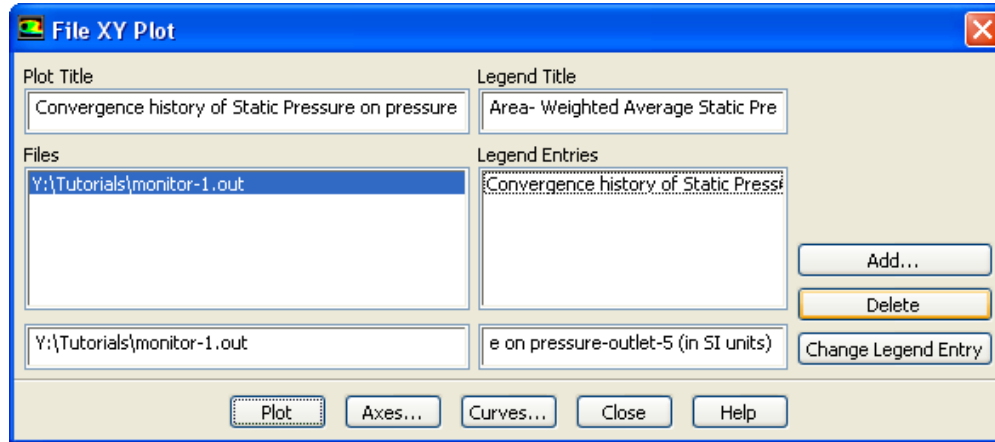 File XY Plot
Plot Title
Legend Title
Convergence history of Static Pressure on pressure
Area- Weighted Average Static Pre
Files
Legend Entries
Y:\Tutorials\monitor-1.out
Convergence history of Static Press
Add...
Delete
Y:\Tutorials\monitor-1.out
e on pressure-outlet-5 (in SI units)
Change Legend Entry
Plot
Axes...
Curves...
Close
Help